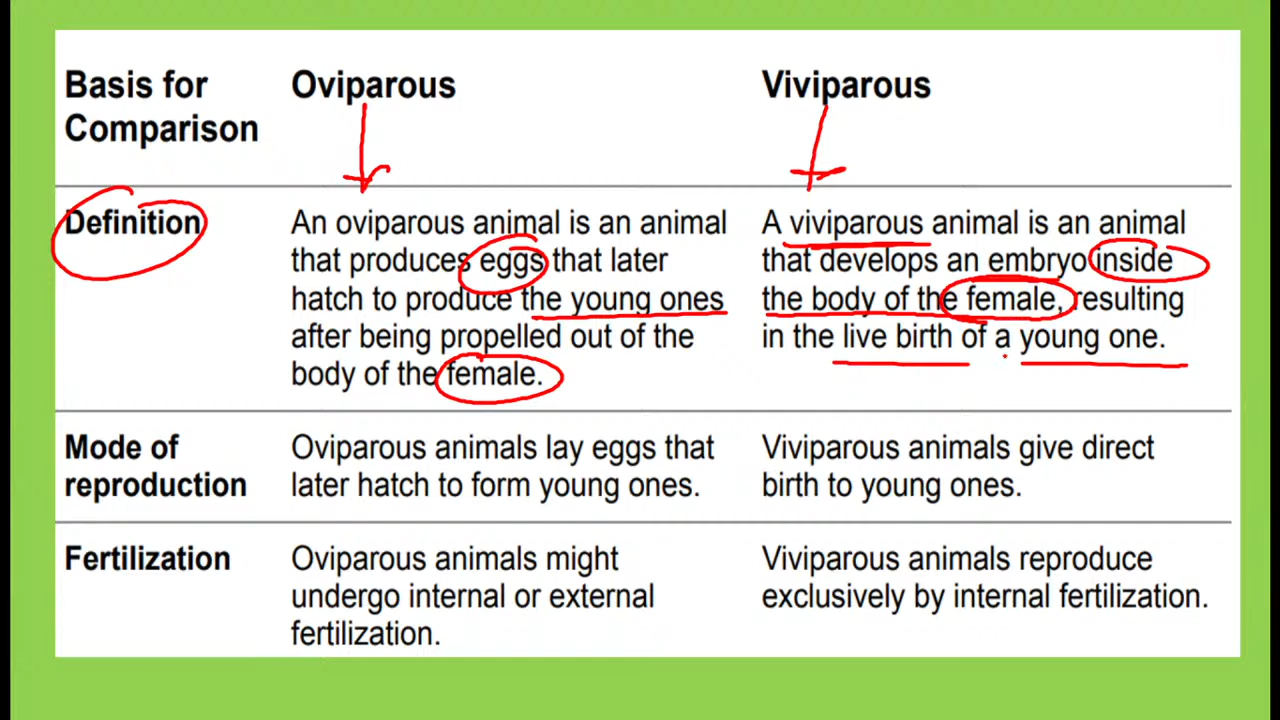 Basis for
Comparison
Oviparous
Viviparous
Definition
An oviparous animal is an animal
that produces eggs that later
hatch to produce the young ones
after being propelled out of the
body of the female.
A viviparous animal is an animal
that develops an embryo inside
the body of the female, resulting
in the live birth of a young one.
Mode of
reproduction
Oviparous animals lay eggs that
later hatch to form young ones.
Viviparous animals give direct
birth to young ones.
Fertilization
Oviparous animals might
undergo internal or external
fertilization.
Viviparous animals reproduce
exclusively by internal fertilization.